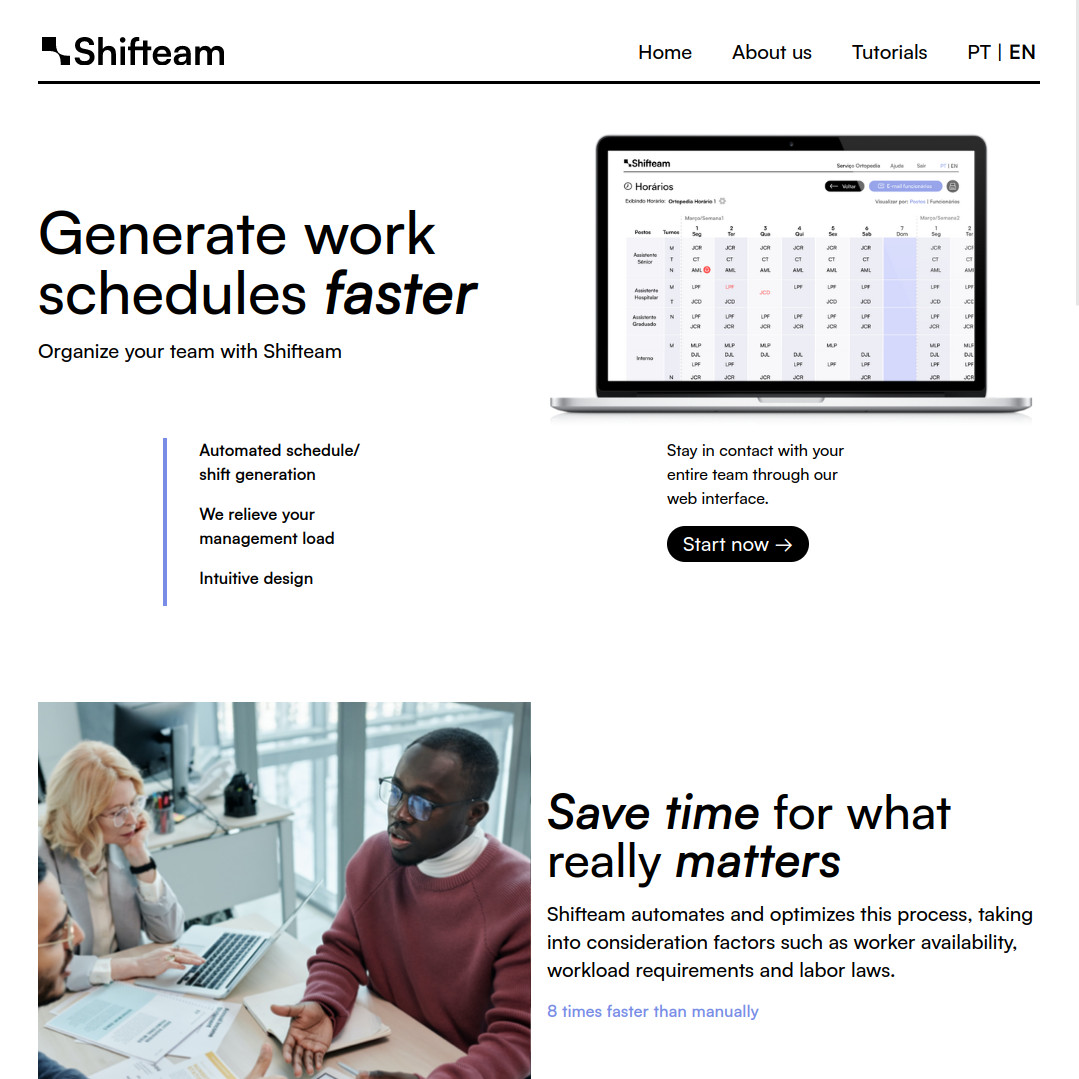 Shifteam
Home About us Tutorials PT | EN
Generate work
schedules faster
Organize your team with Shifteam
Shifteam
Serviço Ortopedia Ajuda Sair PT | EN
Horários
Voltar E-mail funcionários
Exibindo Horário: Ortopedia Horário 1
Visualizar por: Postos | Funcionários
Março/Semana1 Março/Semana2
Postos Turnos 1 2 3 4 5 6 7 1 2
Seg Ter Qua Qui Sex Sab Dom Seg Ter
M JCR JCR JCR JCR JCR JCR JCR JCR
Assistente
Sénior
T CT CT CT CT CT CT CT CT
N AML AML AML AML AML AML AML AML
M LPF LPF LPF LPF LPF LPF LPF
Assistente
Hospitalar
JCD
T JCD JCD JCD JCD JCD JCD JCD
N LPF LPF LPF LPF LPF LPF LPF LPF
Assistente
Graduado
JCR JCR JCR JCR JCR JCR JCR JCR
M MLP MLP MLP MLP MLP
DJL DJL DJL DJL DJL DJL DJL
Interno
LPF LPF LPF LPF LPF LPF LPF
N JCR JCR JCR JCR JCR JCR JCR JCR
Automated schedule/
shift generation
We relieve your
management load
Intuitive design
Stay in contact with your
entire team through our
web interface.
Start now →
Save time for what
really matters
Shifteam automates and optimizes this process, taking
into consideration factors such as worker availability,
workload requirements and labor laws.
8 times faster than manually